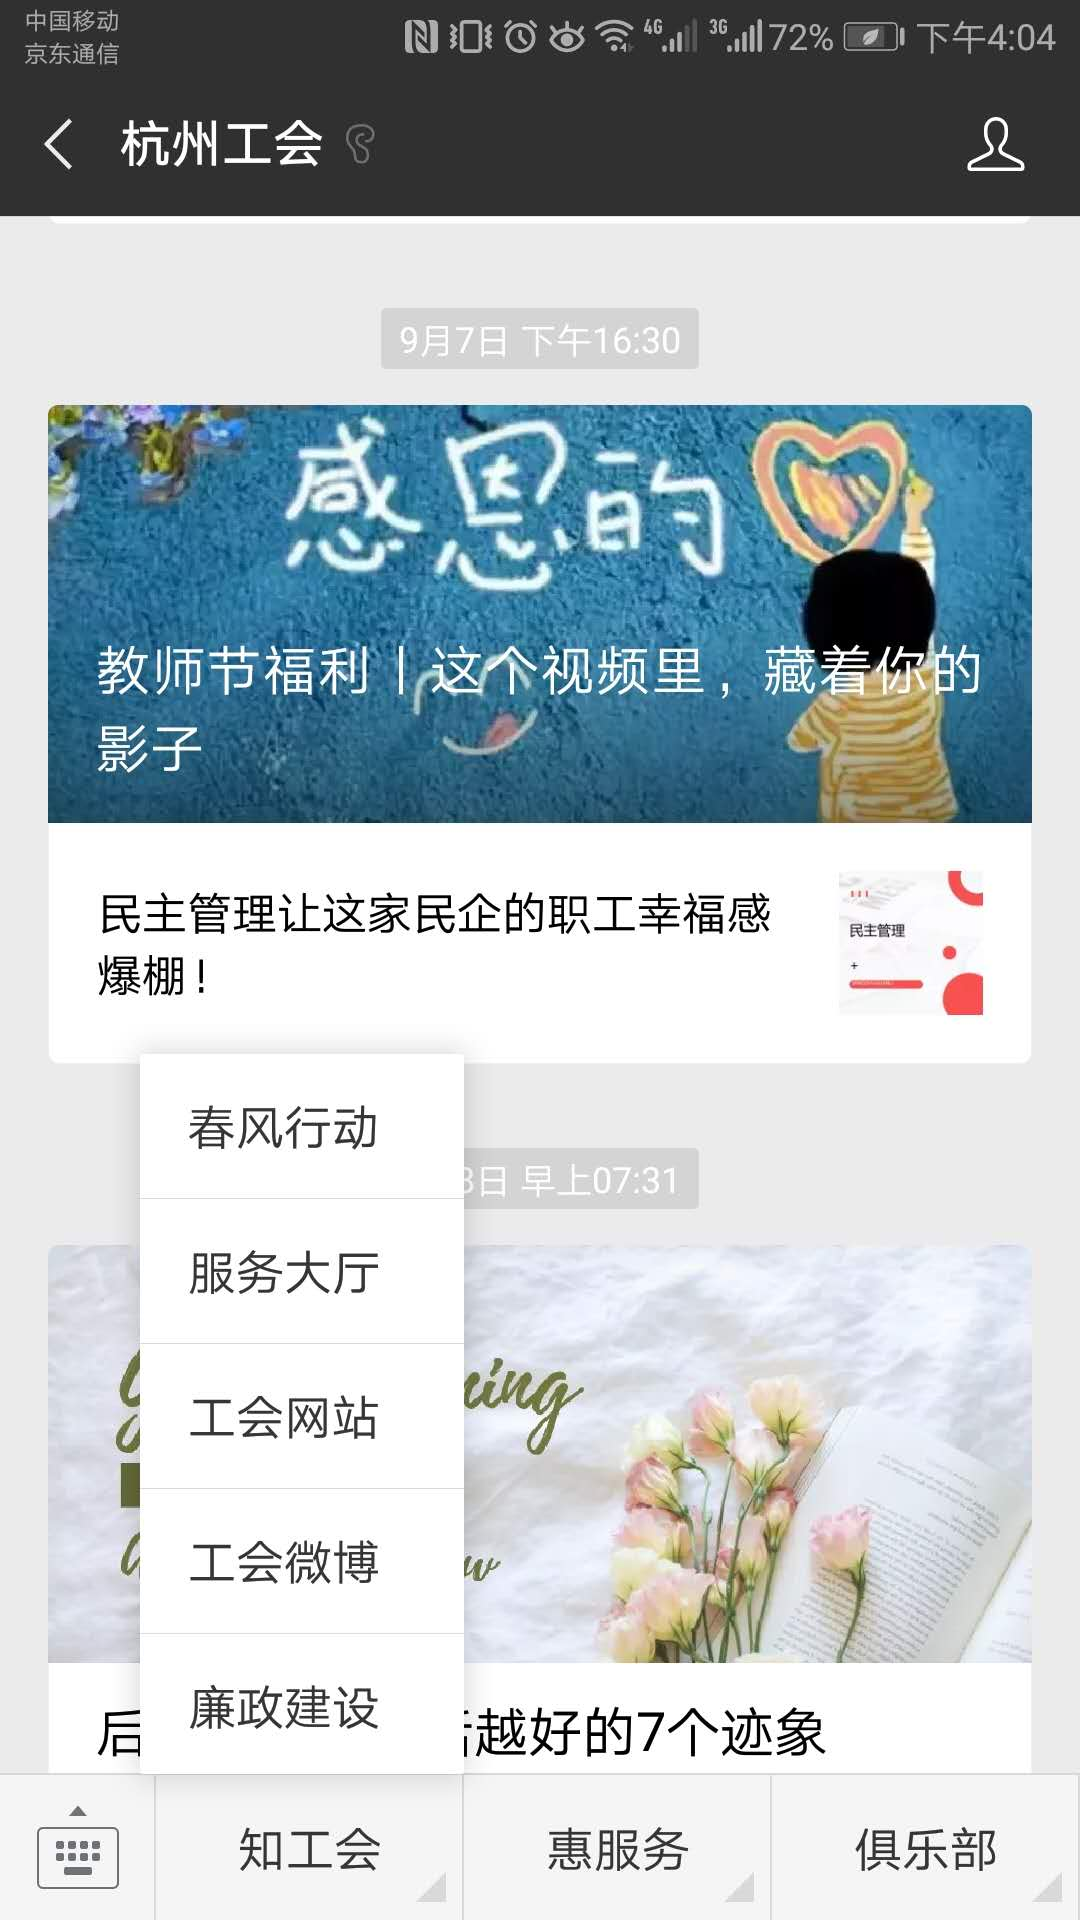 中国移动
京东通信
4G
3G
72%
下午4:04
杭州工会
9月7日 下午16:30
感恩的
教师节福利丨这个视频里，藏着你的
影子
民主管理让这家民企的职工幸福感
爆棚！
民主管理
春风行动
日 早上07:31
服务大厅
工会网站
工会微博
廉政建设
后
越好的7个迹象
知工会
惠服务
俱乐部